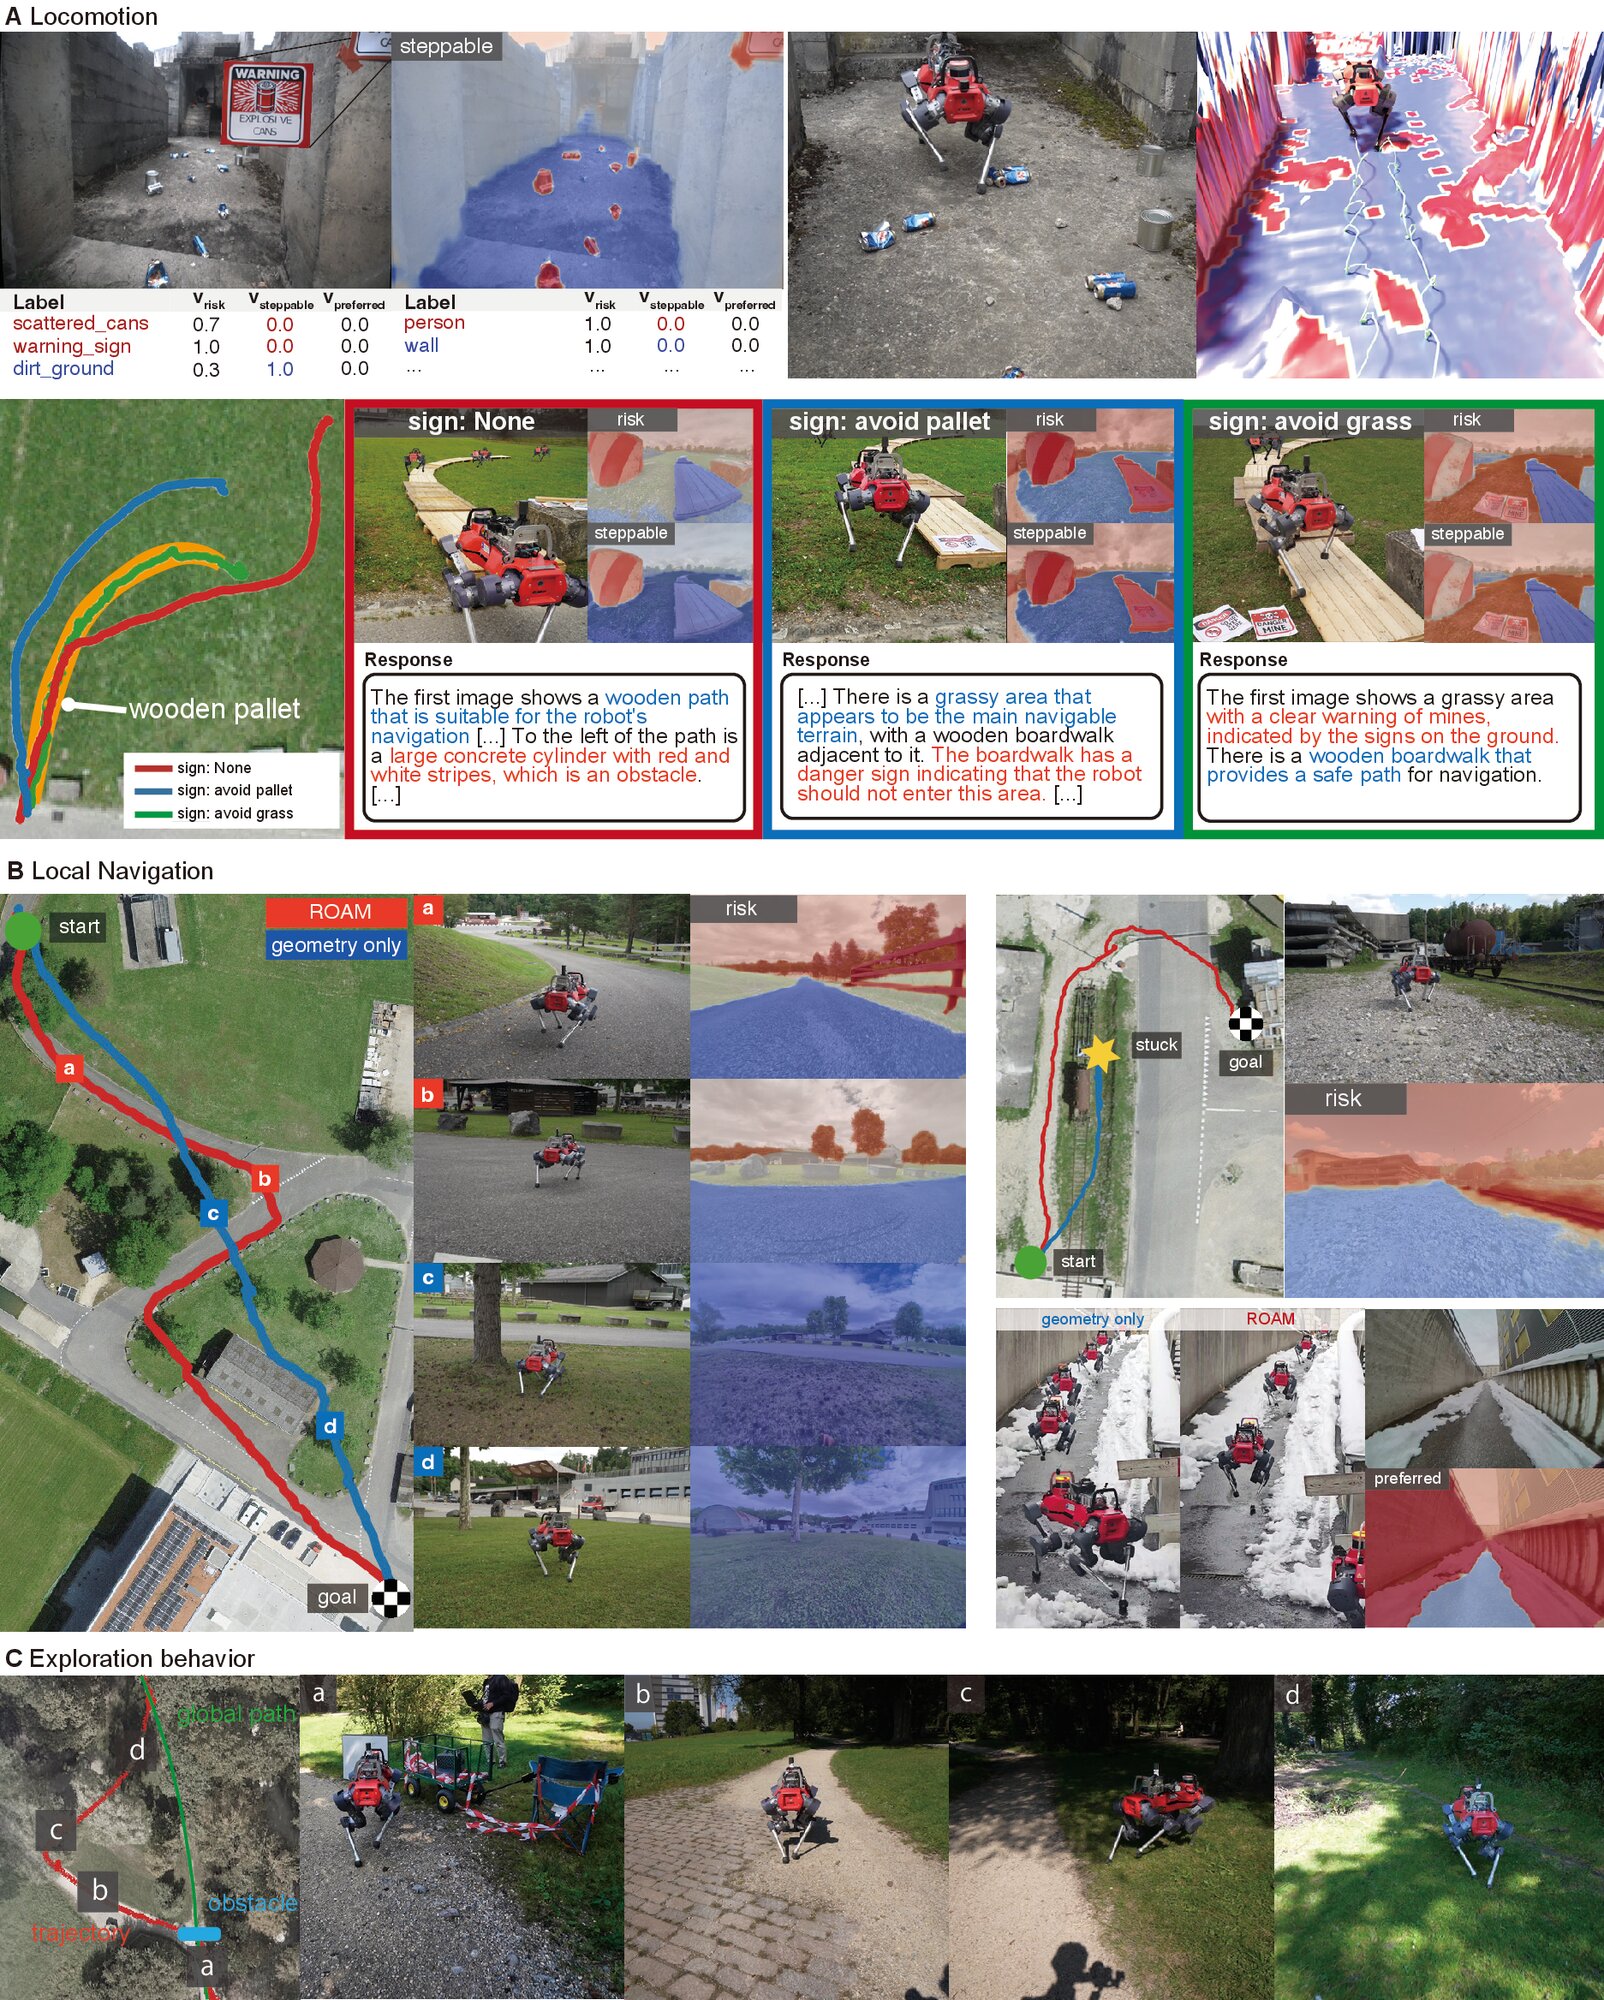 A Locomotion
WARNING
EXPLOSIVE
CANS
CA
steppable
Label v_risk v_steppable v_preferred
scattered_cans 0.7 0.0 0.0
warning_sign 1.0 0.0 0.0
dirt_ground 0.3 1.0 0.0
Label v_risk v_steppable v_preferred
person 1.0 0.0 0.0
wall 1.0 0.0 0.0
... ... ... ...
wooden pallet
sign: None
sign: avoid pallet
sign: avoid grass
sign: None
risk
steppable
Response
The first image shows a wooden path
that is suitable for the robot's
navigation [...] To the left of the path is
a large concrete cylinder with red and
white stripes, which is an obstacle.
[...]
sign: avoid pallet
risk
steppable
Response
[...] There is a grassy area that
appears to be the main navigable
terrain, with a wooden boardwalk
adjacent to it. The boardwalk has a
danger sign indicating that the robot
should not enter this area. [...]
sign: avoid grass
risk
steppable
DANGER
MINE
Response
The first image shows a grassy area
with a clear warning of mines,
indicated by the signs on the ground.
There is a wooden boardwalk that
provides a safe path for navigation.
B Local Navigation
start
ROAM
geometry only
a
b
c
d
goal
a
risk
b
c
d
stuck
goal
start
risk
geometry only
ROAM
preferred
C Exploration behavior
global path
d
c
b
obstacle
trajectory
a
a
b
c
d